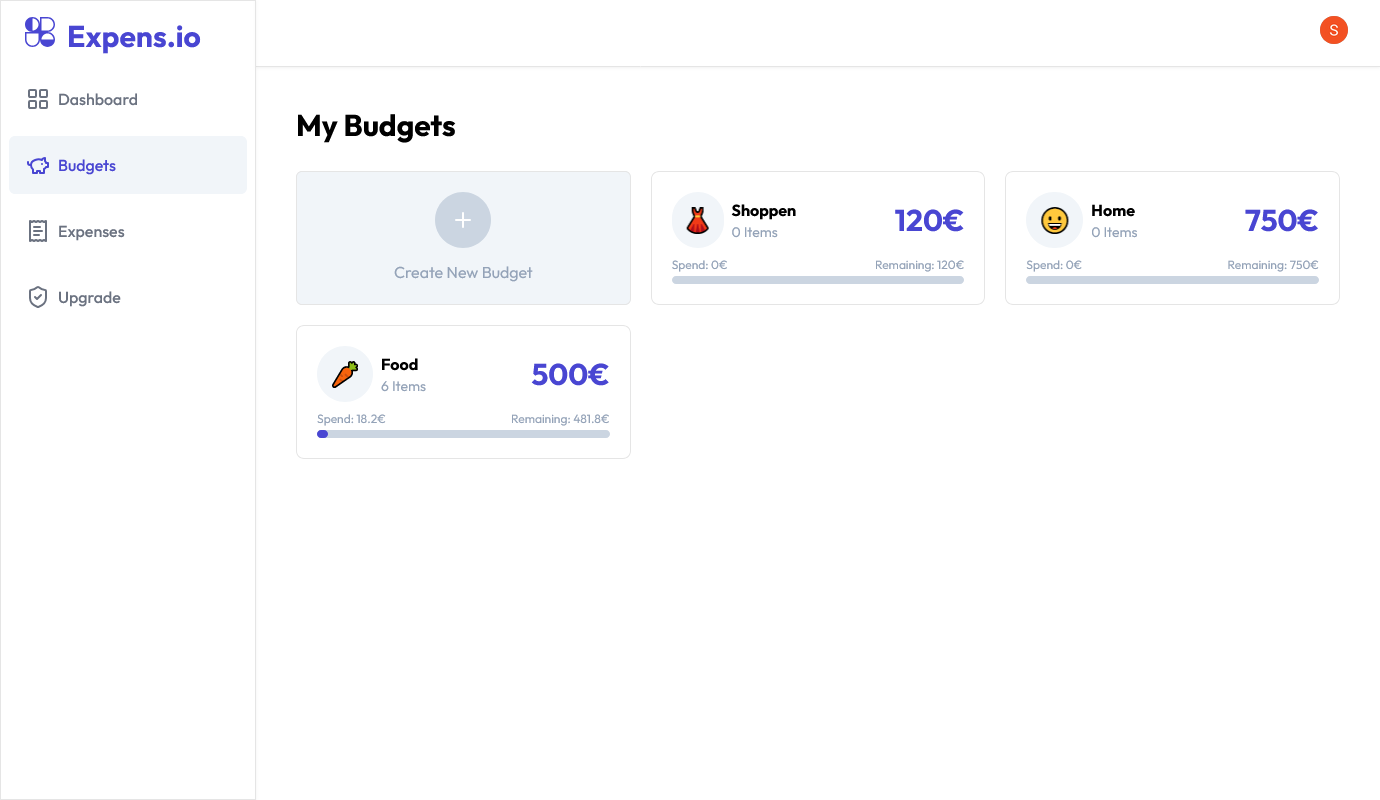 Expens.io
S
Dashboard
Budgets
Expenses
Upgrade
My Budgets
Create New Budget
Shoppen
0 Items
120€
Spend: 0€
Remaining: 120€
Home
0 Items
750€
Spend: 0€
Remaining: 750€
Food
6 Items
500€
Spend: 18.2€
Remaining: 481.8€